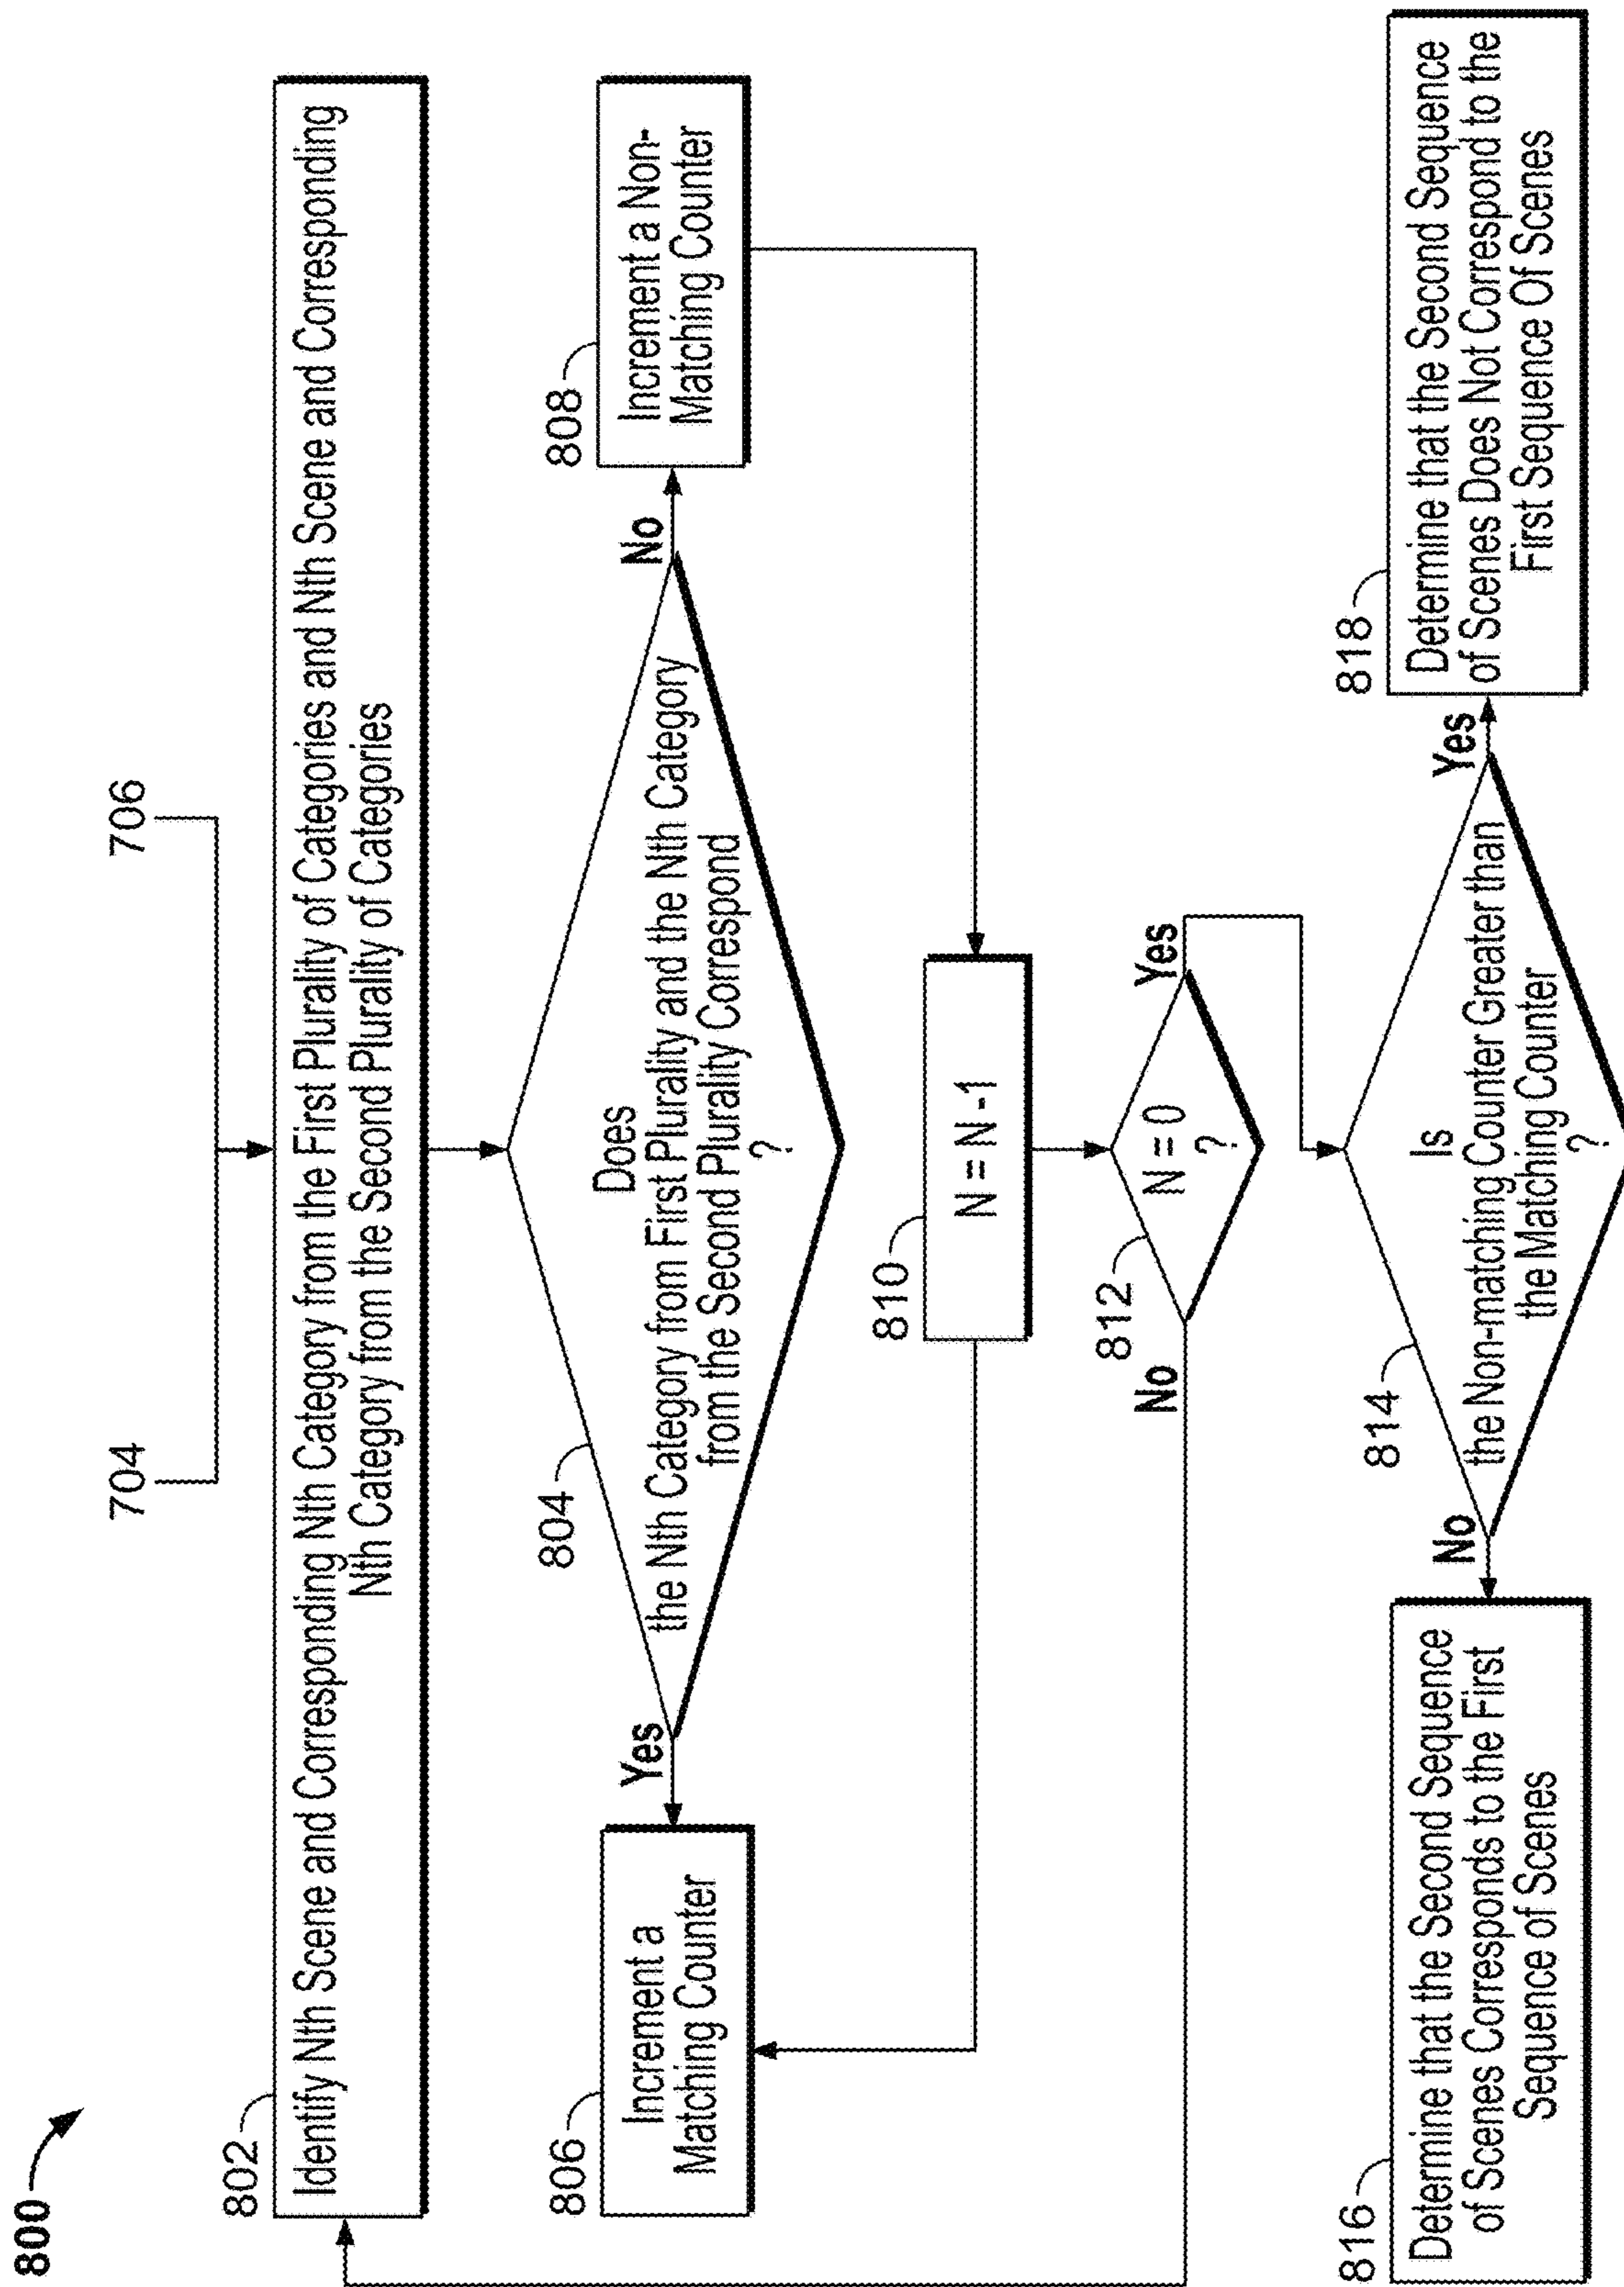 800
704
706
802
Identify Nth Scene and Corresponding Nth Category from the First Plurality of Categories and Nth Scene and Corresponding
Nth Category from the Second Plurality of Categories
804
Does
the Nth Category from First Plurality and the Nth Category
from the Second Plurality Correspond
?
Yes
No
806
Increment a
Matching Counter
808
Increment a Non-
Matching Counter
810
N = N -1
812
N = 0
?
No
Yes
814
Is
the Non-matching Counter Greater than
the Matching Counter
?
No
Yes
816
Determine that the Second Sequence
of Scenes Corresponds to the First
Sequence of Scenes
818
Determine that the Second Sequence
of Scenes Does Not Correspond to the
First Sequence Of Scenes